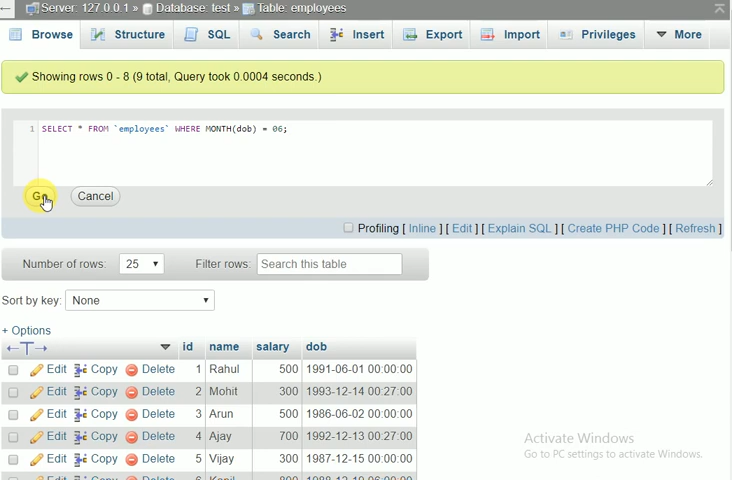 Server: 127.0.0.1 » Database: test » Table: employees
Browse Structure SQL Search Insert Export Import Privileges More
Showing rows 0 - 8 (9 total, Query took 0.0004 seconds.)
1 SELECT * FROM `employees` WHERE MONTH(dob) = 06;
Go Cancel
Profiling [ Inline ] [ Edit ] [ Explain SQL ] [ Create PHP Code ] [ Refresh ]
Number of rows: 25 Filter rows: Search this table
Sort by key: None
+ Options
id name salary dob
Edit Copy Delete 1 Rahul 500 1991-06-01 00:00:00
Edit Copy Delete 2 Mohit 300 1993-12-14 00:27:00
Edit Copy Delete 3 Arun 500 1986-06-02 00:00:00
Edit Copy Delete 4 Ajay 700 1992-12-13 00:27:00
Edit Copy Delete 5 Vijay 300 1987-12-15 00:00:00
Activate Windows
Go to PC settings to activate Windows.